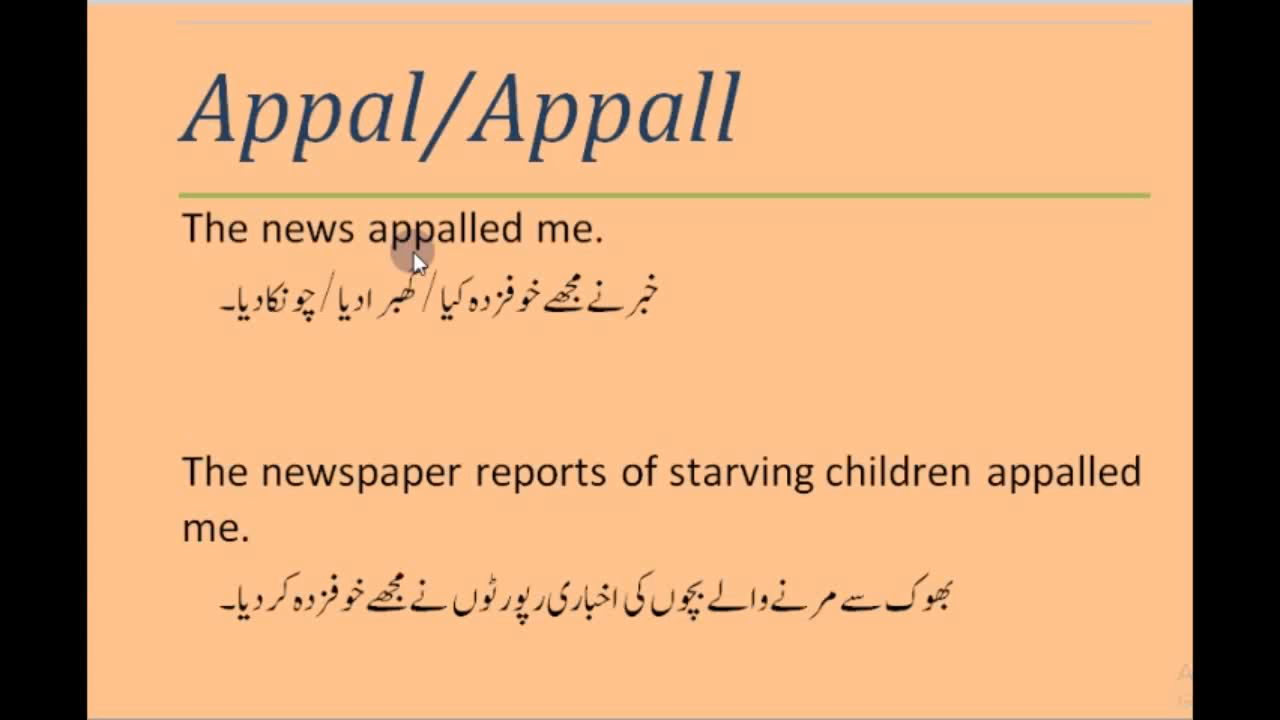 Appal/Appall
The news appalled me.
خبر نے مجھے خوفزدہ کیا/گھبرا دیا/چونکا دیا۔
The newspaper reports of starving children appalled
me.
بھوک سے مرنے والے بچوں کی اخباری رپورٹوں نے مجھے خوفزدہ کر دیا۔